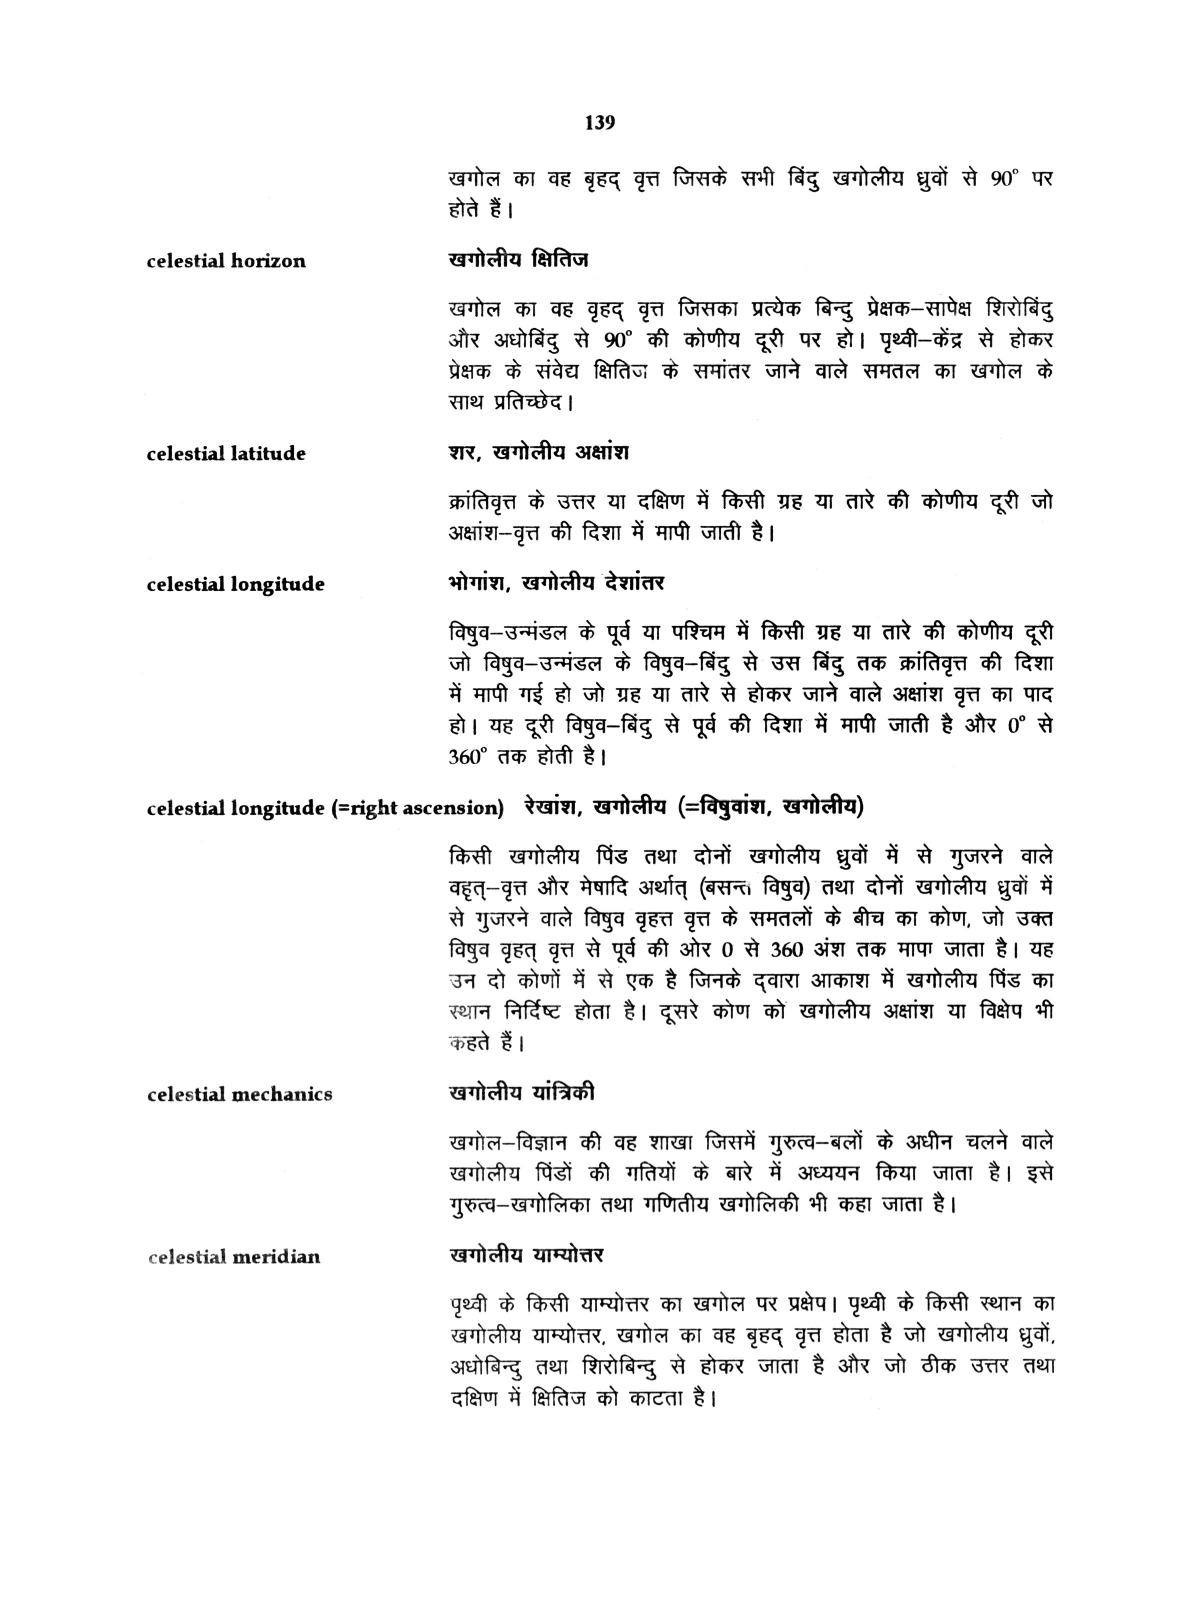 139
खगोल का वह बृहद् वृत्त जिसके सभी बिंदु खगोलीय ध्रुवों से 90° पर
होते हैं।
celestial horizon खगोलीय क्षितिज
खगोल का वह वृहद् वृत्त जिसका प्रत्येक बिन्दु प्रेक्षक–सापेक्ष शिरोबिंदु
और अधोबिंदु से 90° की कोणीय दूरी पर हो। पृथ्वी–केंद्र से होकर
प्रेक्षक के संवेद्य क्षितिज के समांतर जाने वाले समतल का खगोल के
साथ प्रतिच्छेद।
celestial latitude शर, खगोलीय अक्षांश
क्रांतिवृत्त के उत्तर या दक्षिण में किसी ग्रह या तारे की कोणीय दूरी जो
अक्षांश–वृत्त की दिशा में मापी जाती है।
celestial longitude भोगांश, खगोलीय देशांतर
विषुव–उन्मंडल के पूर्व या पश्चिम में किसी ग्रह या तारे की कोणीय दूरी
जो विषुव–उन्मंडल के विषुव–बिंदु से उस बिंदु तक क्रांतिवृत्त की दिशा
में मापी गई हो जो ग्रह या तारे से होकर जाने वाले अक्षांश वृत्त का पाद
हो। यह दूरी विषुव–बिंदु से पूर्व की दिशा में मापी जाती है और 0° से
360° तक होती है।
celestial longitude (=right ascension) रेखांश, खगोलीय (=विषुवांश, खगोलीय)
किसी खगोलीय पिंड तथा दोनों खगोलीय ध्रुवों में से गुजरने वाले
वहृत्–वृत्त और मेषादि अर्थात् (बसन्त विषुव) तथा दोनों खगोलीय ध्रुवों में
से गुजरने वाले विषुव वृहत्त वृत्त के समतलों के बीच का कोण, जो उक्त
विषुव वृहत् वृत्त से पूर्व की ओर 0 से 360 अंश तक मापा जाता है। यह
उन दो कोणों में से एक है जिनके द्वारा आकाश में खगोलीय पिंड का
स्थान निर्दिष्ट होता है। दूसरे कोण को खगोलीय अक्षांश या विक्षेप भी
कहते हैं।
celestial mechanics खगोलीय यांत्रिकी
खगोल–विज्ञान की वह शाखा जिसमें गुरुत्व–बलों के अधीन चलने वाले
खगोलीय पिंडों की गतियों के बारे में अध्ययन किया जाता है। इसे
गुरुत्व–खगोलिका तथा गणितीय खगोलिकी भी कहा जाता है।
celestial meridian खगोलीय याम्योत्तर
पृथ्वी के किसी याम्योत्तर का खगोल पर प्रक्षेप। पृथ्वी के किसी स्थान का
खगोलीय याम्योत्तर, खगोल का वह बृहद् वृत्त होता है जो खगोलीय ध्रुवों,
अधोबिन्दु तथा शिरोबिन्दु से होकर जाता है और जो ठीक उत्तर तथा
दक्षिण में क्षितिज को काटता है।